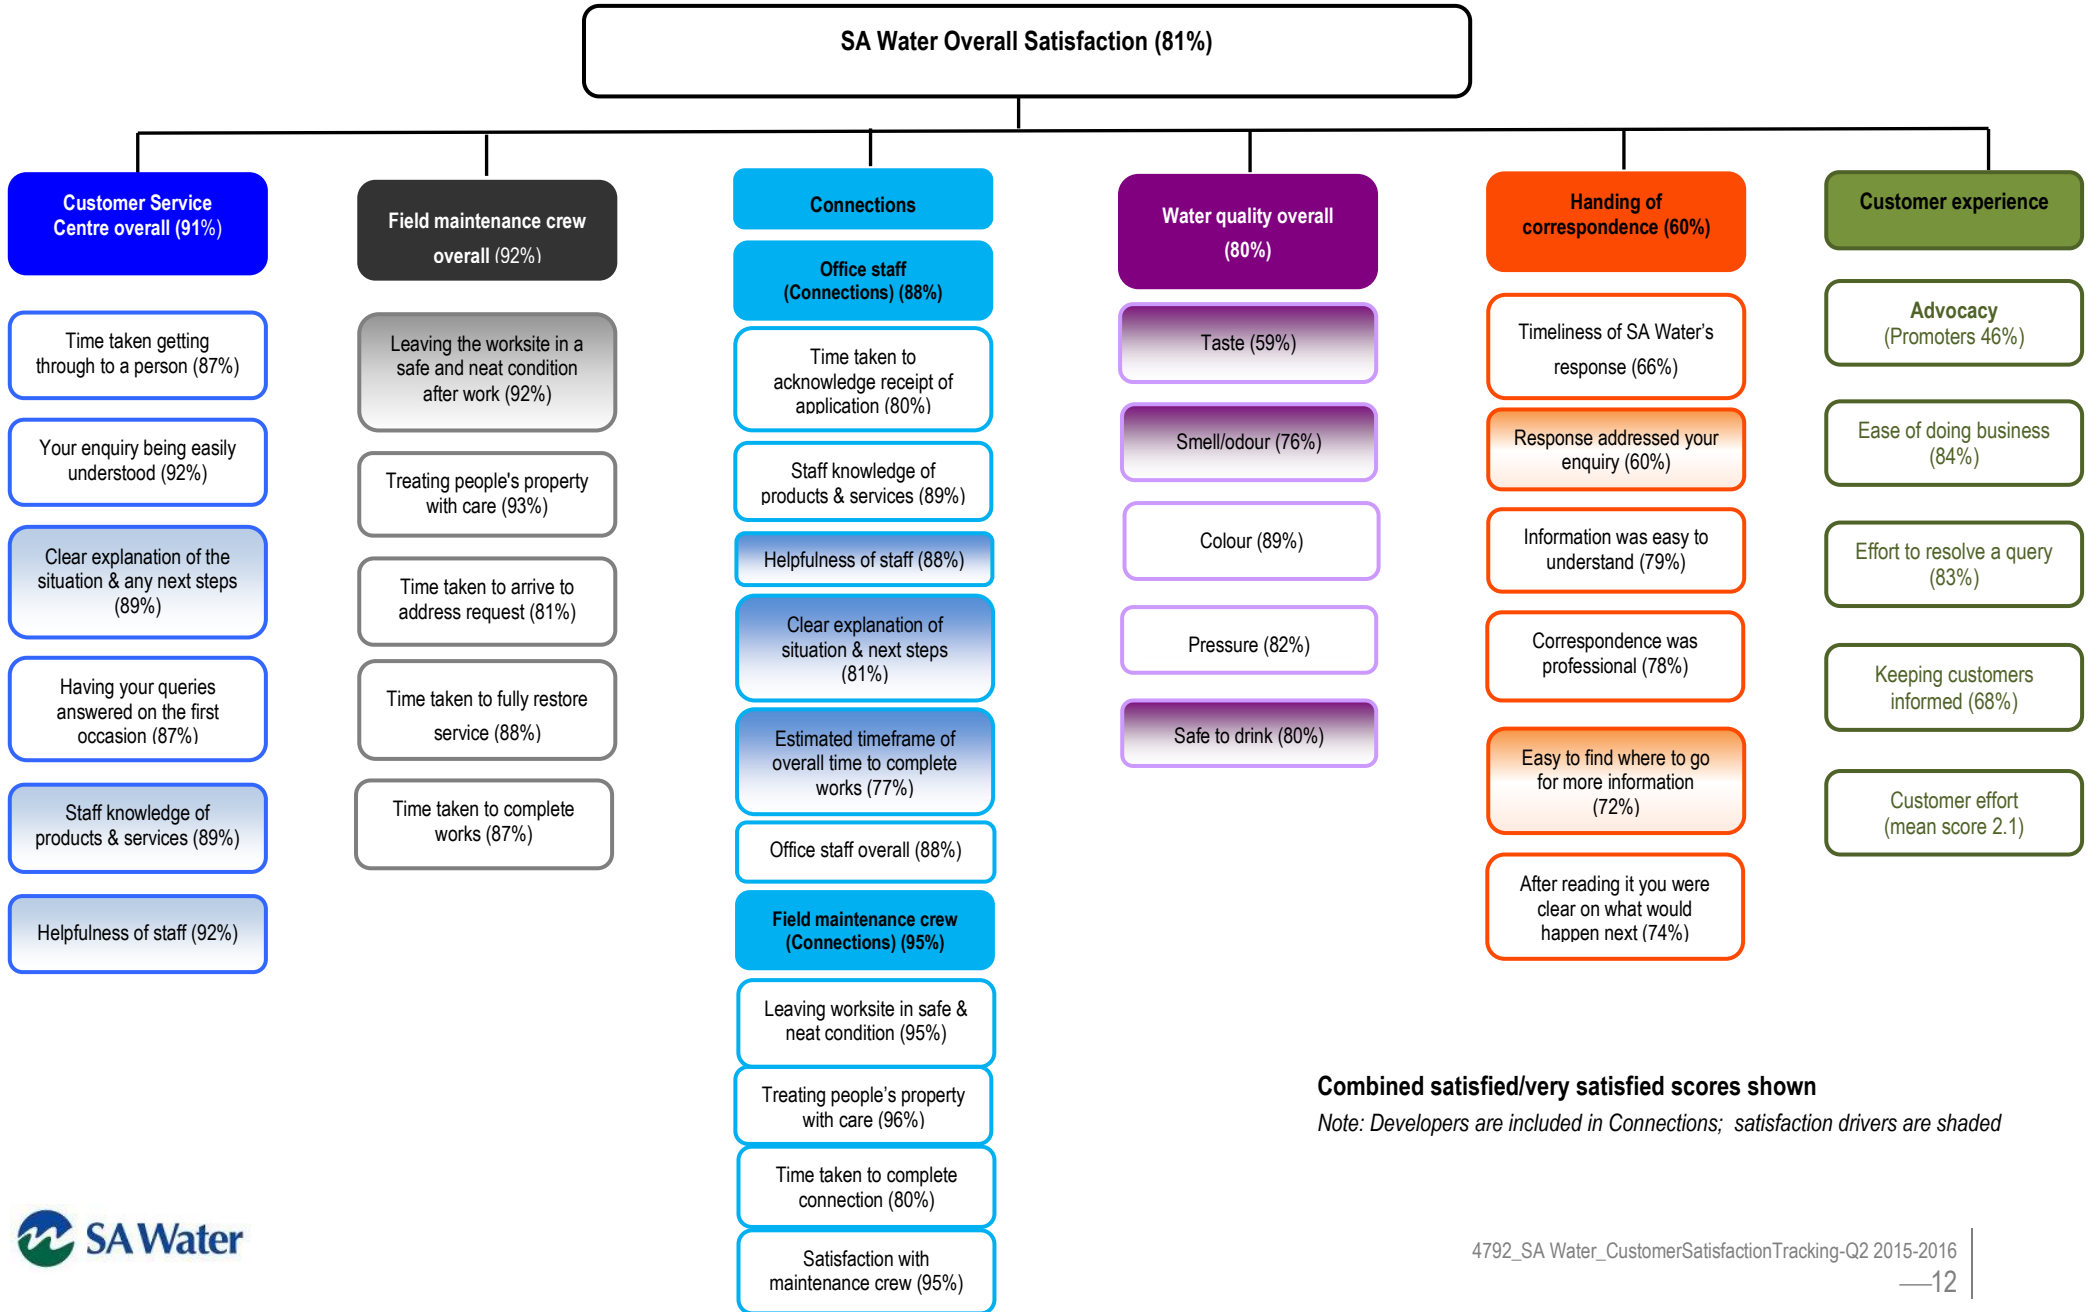 SA Water Overall Satisfaction (81%)
Customer Service
Centre overall (91%)
Time taken getting
through to a person (87%)
Your enquiry being easily
understood (92%)
Clear explanation of the
situation & any next steps
(89%)
Having your queries
answered on the first
occasion (87%)
Staff knowledge of
products & services (89%)
Helpfulness of staff (92%)
Field maintenance crew
overall (92%)
Leaving the worksite in a
safe and neat condition
after work (92%)
Treating people's property
with care (93%)
Time taken to arrive to
address request (81%)
Time taken to fully restore
service (88%)
Time taken to complete
works (87%)
Connections
Office staff
(Connections) (88%)
Time taken to
acknowledge receipt of
application (80%)
Staff knowledge of
products & services (89%)
Helpfulness of staff (88%)
Clear explanation of
situation & next steps
(81%)
Estimated timeframe of
overall time to complete
works (77%)
Office staff overall (88%)
Field maintenance crew
(Connections) (95%)
Leaving worksite in safe &
neat condition (95%)
Treating people’s property
with care (96%)
Time taken to complete
connection (80%)
Satisfaction with
maintenance crew (95%)
Water quality overall
(80%)
Taste (59%)
Smell/odour (76%)
Colour (89%)
Pressure (82%)
Safe to drink (80%)
Handing of
correspondence (60%)
Timeliness of SA Water’s
response (66%)
Response addressed your
enquiry (60%)
Information was easy to
understand (79%)
Correspondence was
professional (78%)
Easy to find where to go
for more information
(72%)
After reading it you were
clear on what would
happen next (74%)
Customer experience
Advocacy
(Promoters 46%)
Ease of doing business
(84%)
Effort to resolve a query
(83%)
Keeping customers
informed (68%)
Customer effort
(mean score 2.1)
Combined satisfied/very satisfied scores shown
Note: Developers are included in Connections; satisfaction drivers are shaded
SA Water
4792_SA Water_CustomerSatisfactionTracking-Q2 2015-2016
12